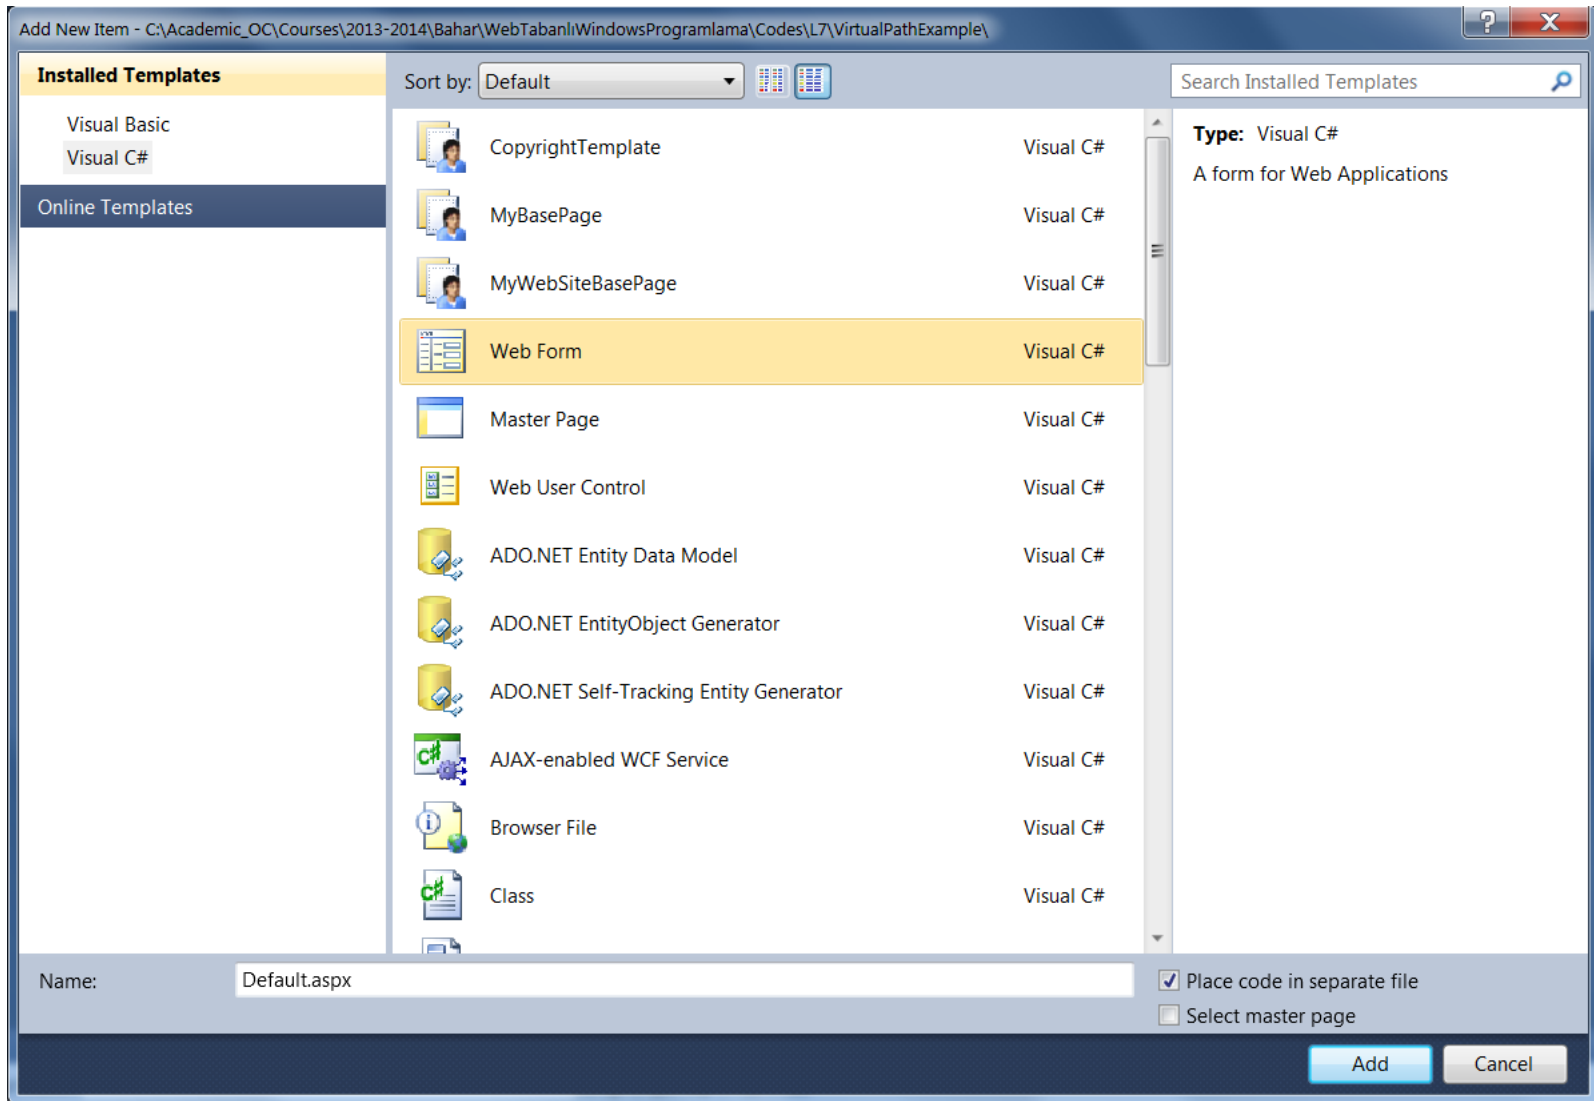 Add New Item - C:\Academic_OC\Courses\2013-2014\Bahar\WebTabanlıWindowsProgramlama\Codes\L7\VirtualPathExample\
Installed Templates
Sort by: Default
Search Installed Templates
Visual Basic
Visual C#
Online Templates
CopyrightTemplate Visual C#
MyBasePage Visual C#
MyWebSiteBasePage Visual C#
Web Form Visual C#
Master Page Visual C#
Web User Control Visual C#
ADO.NET Entity Data Model Visual C#
ADO.NET EntityObject Generator Visual C#
ADO.NET Self-Tracking Entity Generator Visual C#
AJAX-enabled WCF Service Visual C#
Browser File Visual C#
Class Visual C#
Type: Visual C#
A form for Web Applications
Name: Default.aspx
Place code in separate file
Select master page
Add Cancel